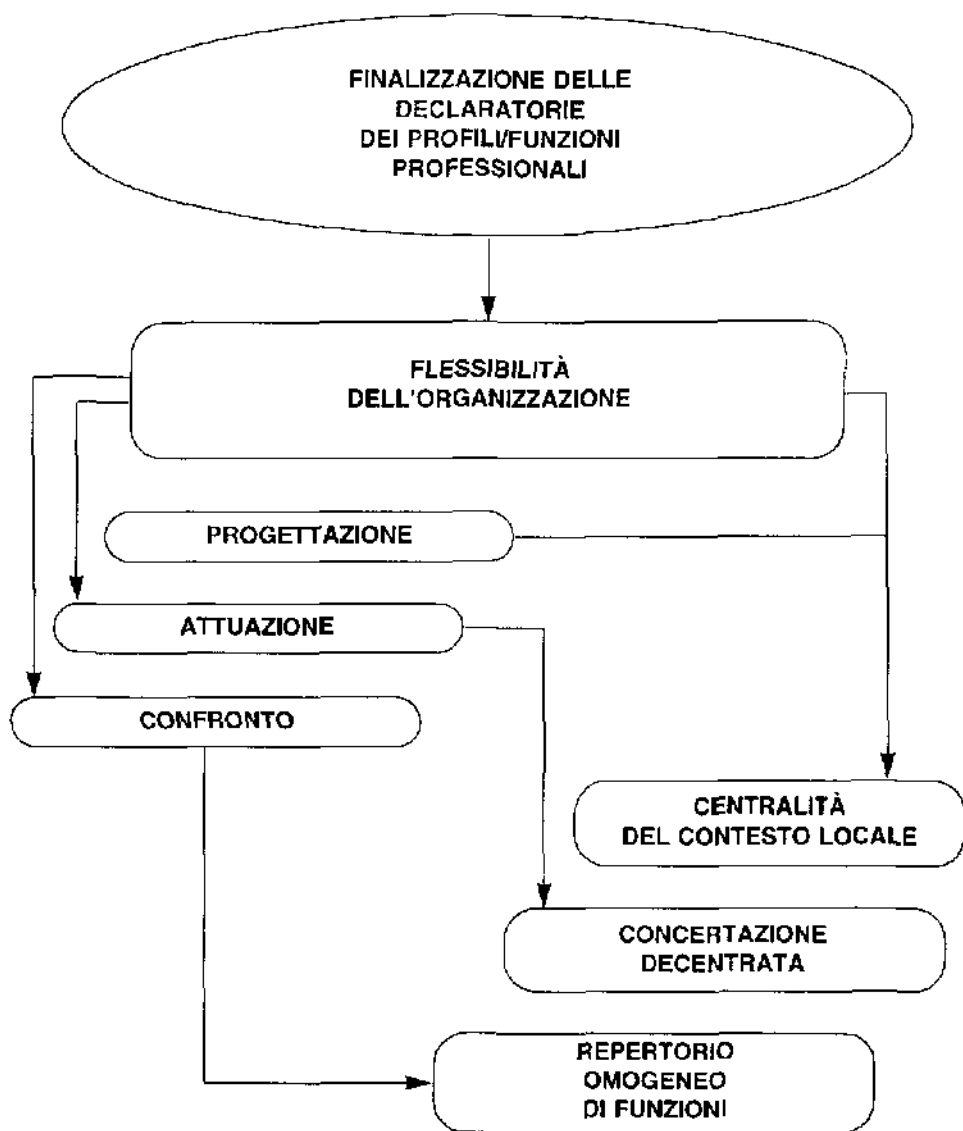 FINALIZZAZIONE DELLE
DECLARATORIE
DEI PROFILI/FUNZIONI
PROFESSIONALI
FLESSIBILITÀ
DELL'ORGANIZZAZIONE
PROGETTAZIONE
ATTUAZIONE
CONFRONTO
CENTRALITÀ
DEL CONTESTO LOCALE
CONCERTAZIONE
DECENTRATA
REPERTORIO
OMOGENEO
DI FUNZIONI